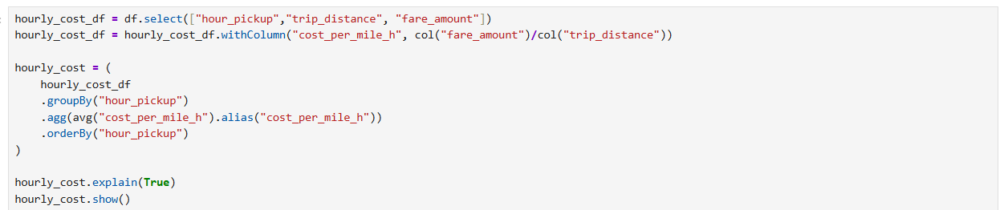 hourly_cost_df = df.select(["hour_pickup","trip_distance", "fare_amount"])
hourly_cost_df = hourly_cost_df.withColumn("cost_per_mile_h", col("fare_amount")/col("trip_distance"))

hourly_cost = (
    hourly_cost_df
    .groupBy("hour_pickup")
    .agg(avg("cost_per_mile_h").alias("cost_per_mile_h"))
    .orderBy("hour_pickup")
)

hourly_cost.explain(True)
hourly_cost.show()